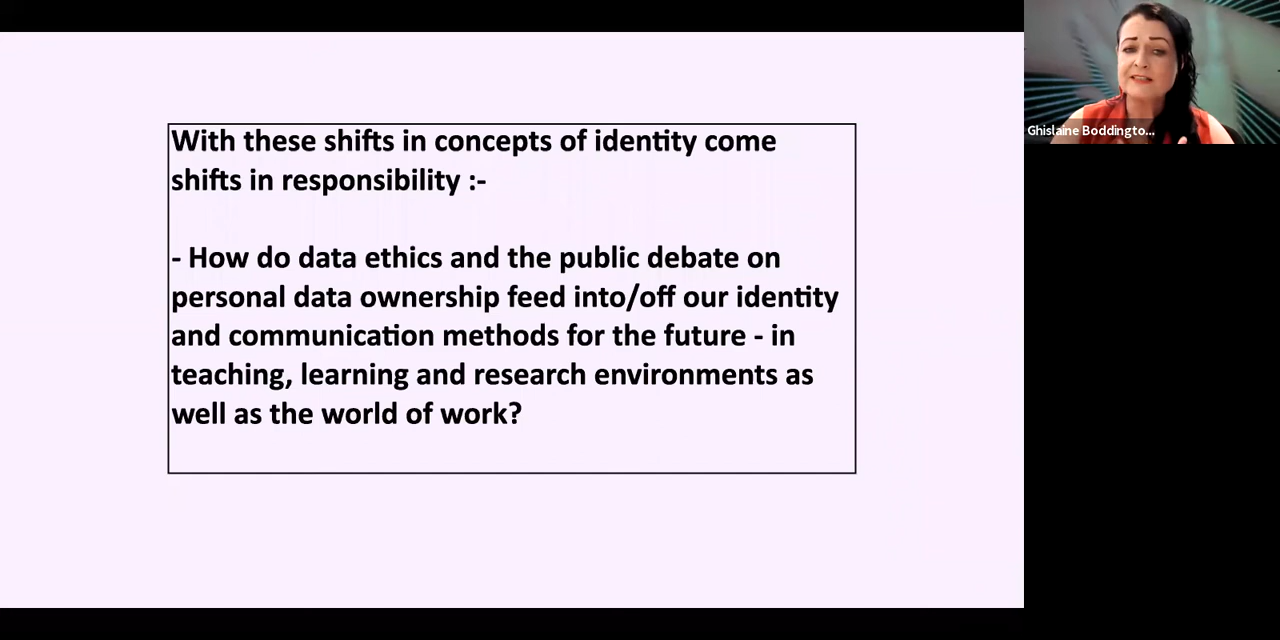 With these shifts in concepts of identity come
shifts in responsibility :-
- How do data ethics and the public debate on
personal data ownership feed into/off our identity
and communication methods for the future - in
teaching, learning and research environments as
well as the world of work?
Ghislaine Boddingto...